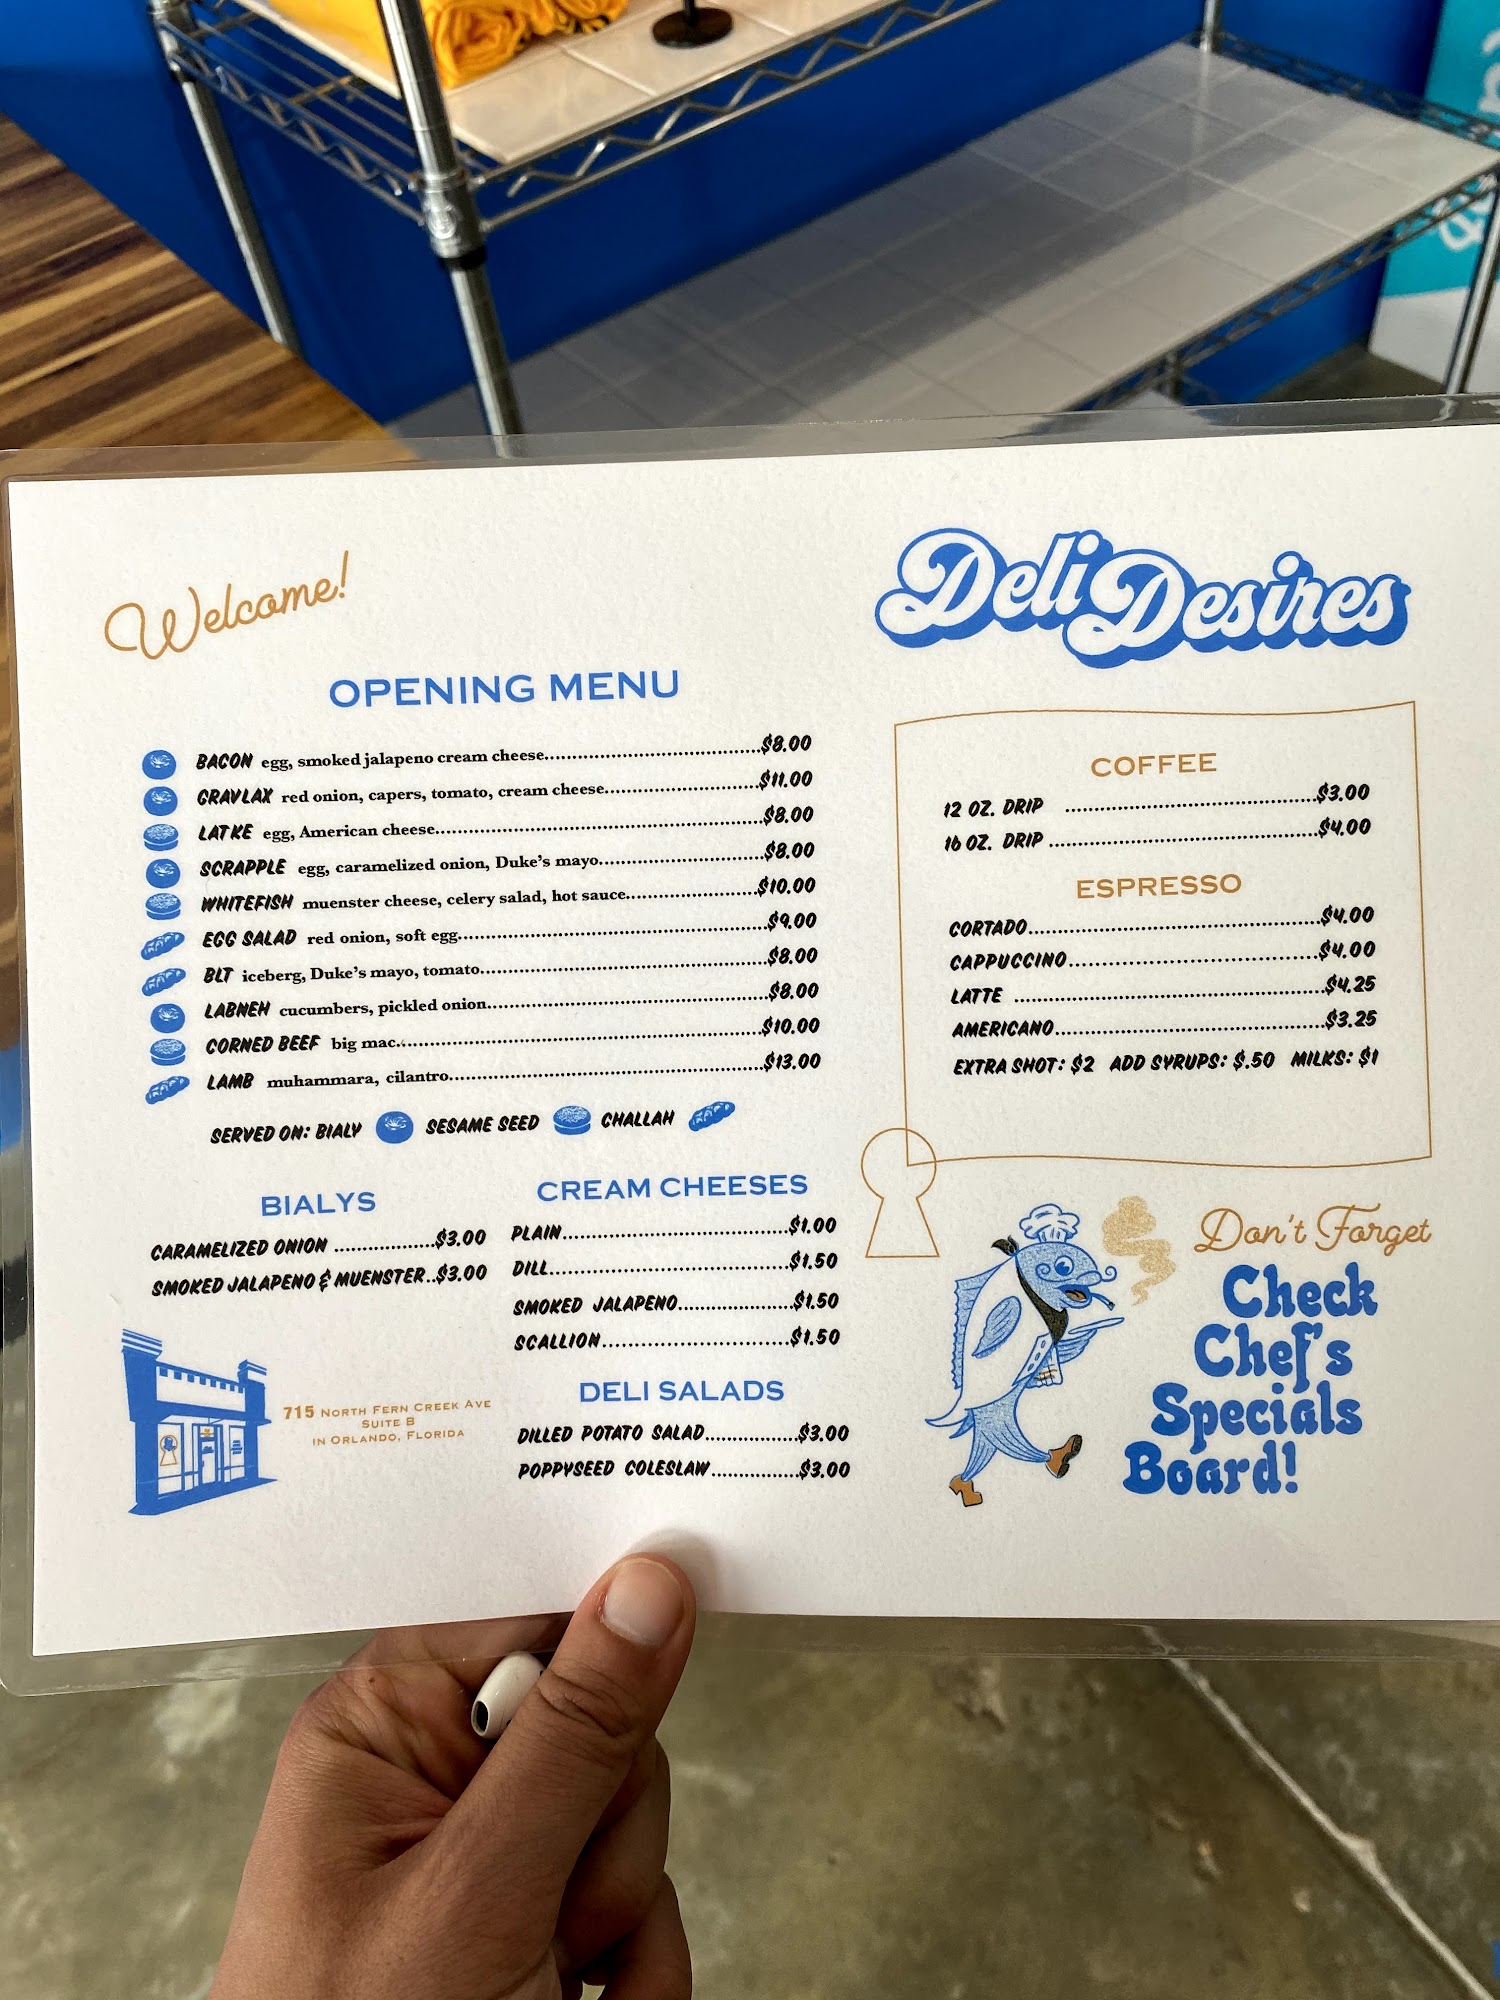 Welcome!
OPENING MENU
BACON egg, smoked jalapeno cream cheese $8.00
GRAVLAX red onion, capers, tomato, cream cheese $11.00
LATKE egg, American cheese $8.00
SCRAPPLE egg, caramelized onion, Duke's mayo $8.00
WHITEFISH muenster cheese, celery salad, hot sauce $10.00
EGG SALAD red onion, soft egg $9.00
BLT iceberg, Duke's mayo, tomato $8.00
LABNEH cucumbers, pickled onion $8.00
CORNED BEEF big mac $10.00
LAMB muhammara, cilantro $13.00
SERVED ON: BIALY SESAME SEED CHALLAH
BIALYS
CARAMELIZED ONION $3.00
SMOKED JALAPENO & MUENSTER $3.00
715 NORTH FERN CREEK AVE
SUITE B
IN ORLANDO, FLORIDA
CREAM CHEESES
PLAIN $1.00
DILL $1.50
SMOKED JALAPENO $1.50
SCALLION $1.50
DELI SALADS
DILLED POTATO SALAD $3.00
POPPYSEED COLESLAW $3.00
Deli Desires
COFFEE
12 OZ. DRIP $3.00
16 OZ. DRIP $4.00
ESPRESSO
CORTADO $4.00
CAPPUCCINO $4.00
LATTE $4.25
AMERICANO $3.25
EXTRA SHOT: $2 ADD SYRUPS: $.50 MILKS: $1
Don't Forget
Check
Chef's
Specials
Board!